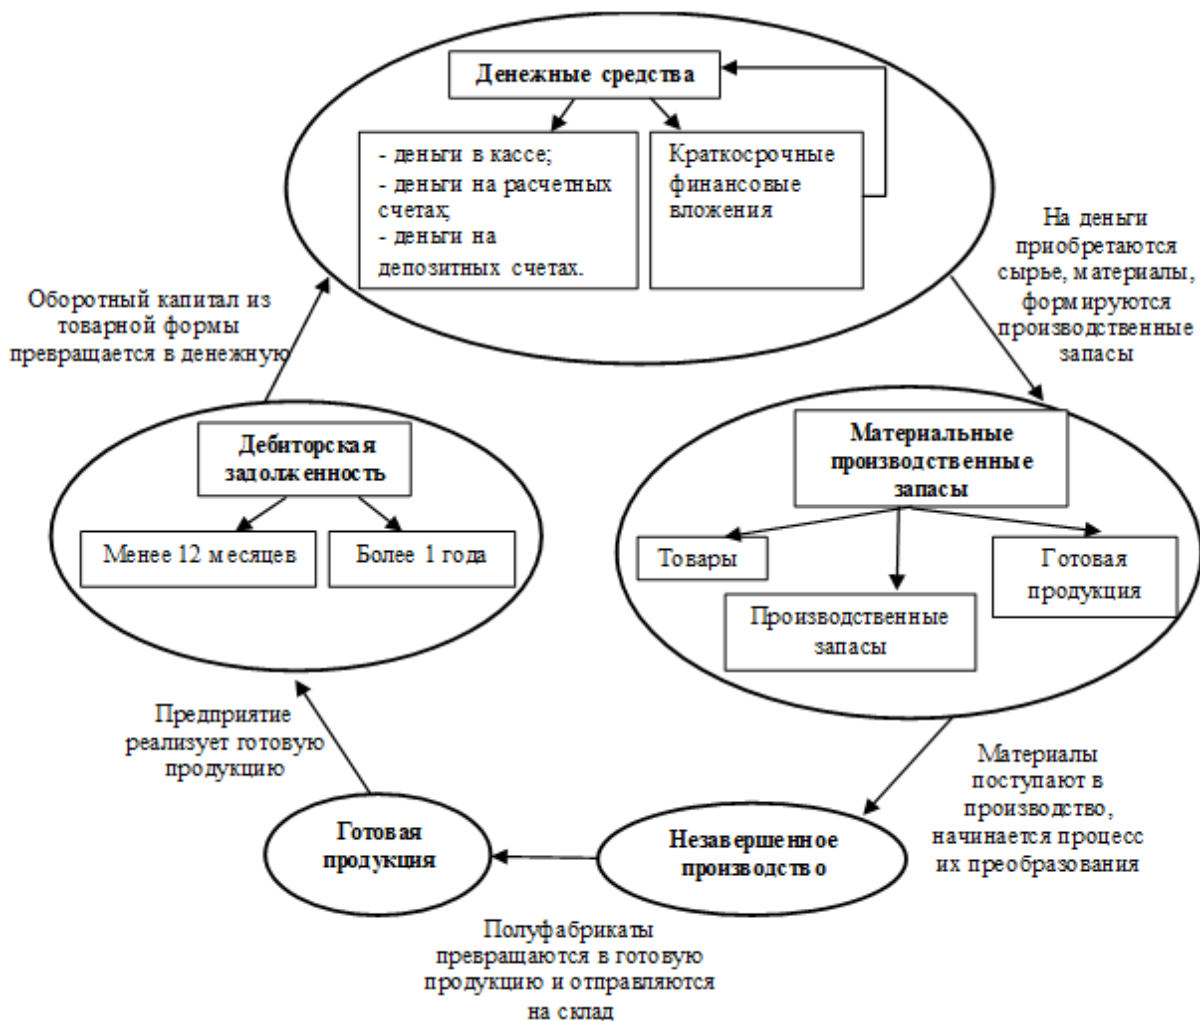 Денежные средства
- деньги в кассе;
- деньги на расчетных
счетах;
- деньги на
депозитных счетах.
Краткосрочные
финансовые
вложения
На деньги
приобретаются
сырье, материалы,
формируются
производственные
запасы
Оборотный капитал из
товарной формы
превращается в денежную
Дебиторская
задолженность
Менее 12 месяцев
Более 1 года
Материальные
производственные
запасы
Товары
Производственные
запасы
Готовая
продукция
Предприятие
реализует готовую
продукцию
Материалы
поступают в
производство,
начинается процесс
их преобразования
Готовая
продукция
Незавершенное
производство
Полуфабрикаты
превращаются в готовую
продукцию и отправляются
на склад